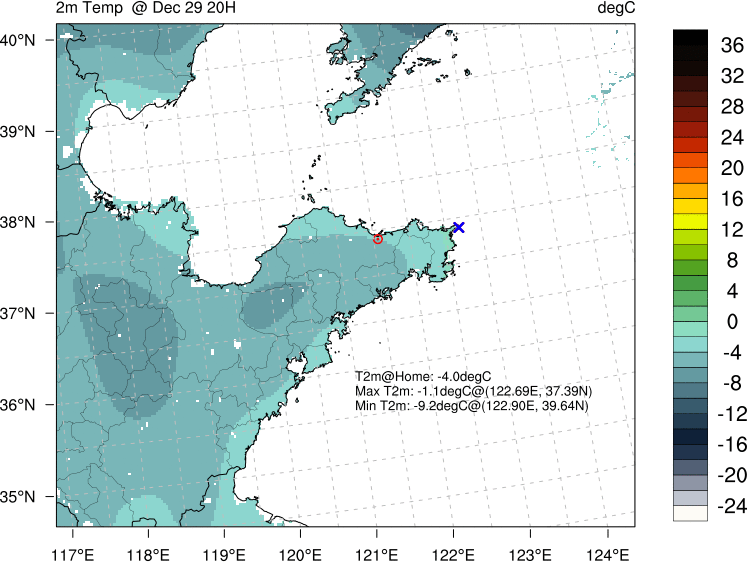 2m Temp @ Dec 29 20H
degC
40°N
39°N
38°N
37°N
36°N
35°N
T2m@Home: -4.0degC
Max T2m: -1.1degC@(122.69E, 37.39N)
Min T2m: -9.2degC@(122.90E, 39.64N)
117°E
118°E
119°E
120°E
121°E
122°E
123°E
124°E
36
32
28
24
20
16
12
8
4
0
-4
-8
-12
-16
-20
-24